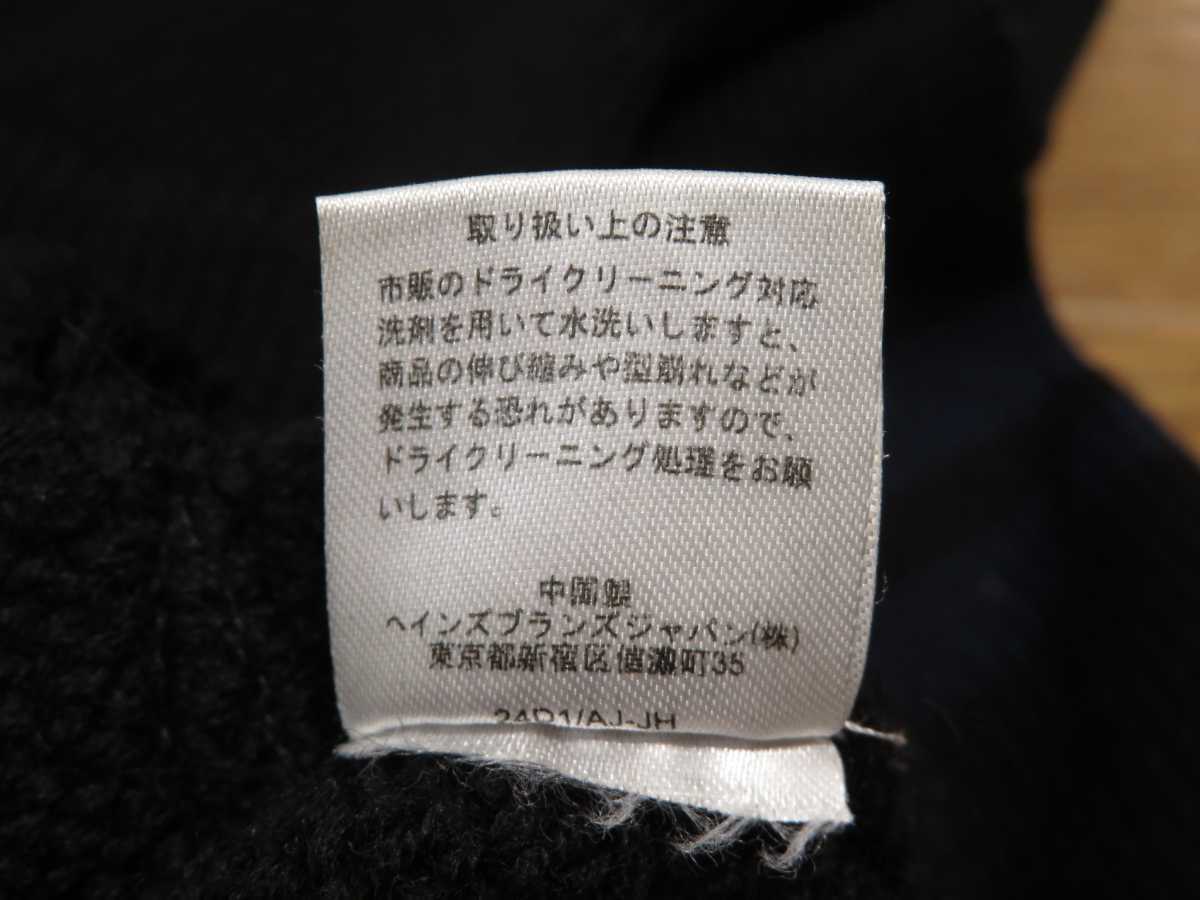 取り扱い上の注意
市販のドライクリーニング対応
洗剤を用いて水洗いしますと、
商品の伸び縮みや型崩れなどが
発生する恐れがありますので、
ドライクリーニング処理をお願
いします。
中国製
ヘインズブランズジャパン(株)
東京都新宿区信濃町35
24D1/AJ-JH